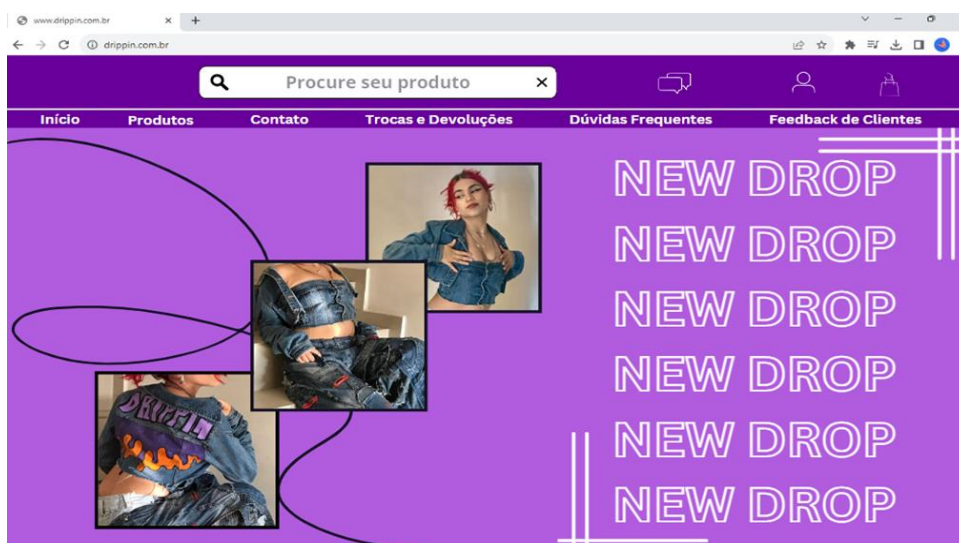 www.drippin.com.br
drippin.com.br
Procure seu produto
Início Produtos Contato Trocas e Devoluções Dúvidas Frequentes Feedback de Clientes
NEW DROP
NEW DROP
NEW DROP
NEW DROP
NEW DROP
NEW DROP
DRIPPIN